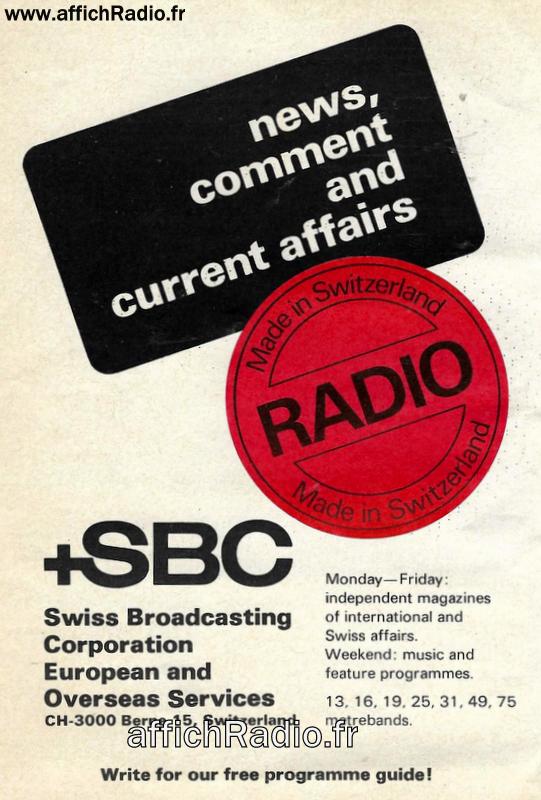 www.affichRadio.fr
news,
comment
and
current affairs
Made in Switzerland
RADIO
Made in Switzerland
+SBC
Swiss Broadcasting
Corporation
European and
Overseas Services
CH-3000 Berne 15, Switzerland
Monday—Friday:
independent magazines
of international and
Swiss affairs.
Weekend: music and
feature programmes.
13, 16, 19, 25, 31, 49, 75
matrebands.
affichRadio.fr
Write for our free programme guide!